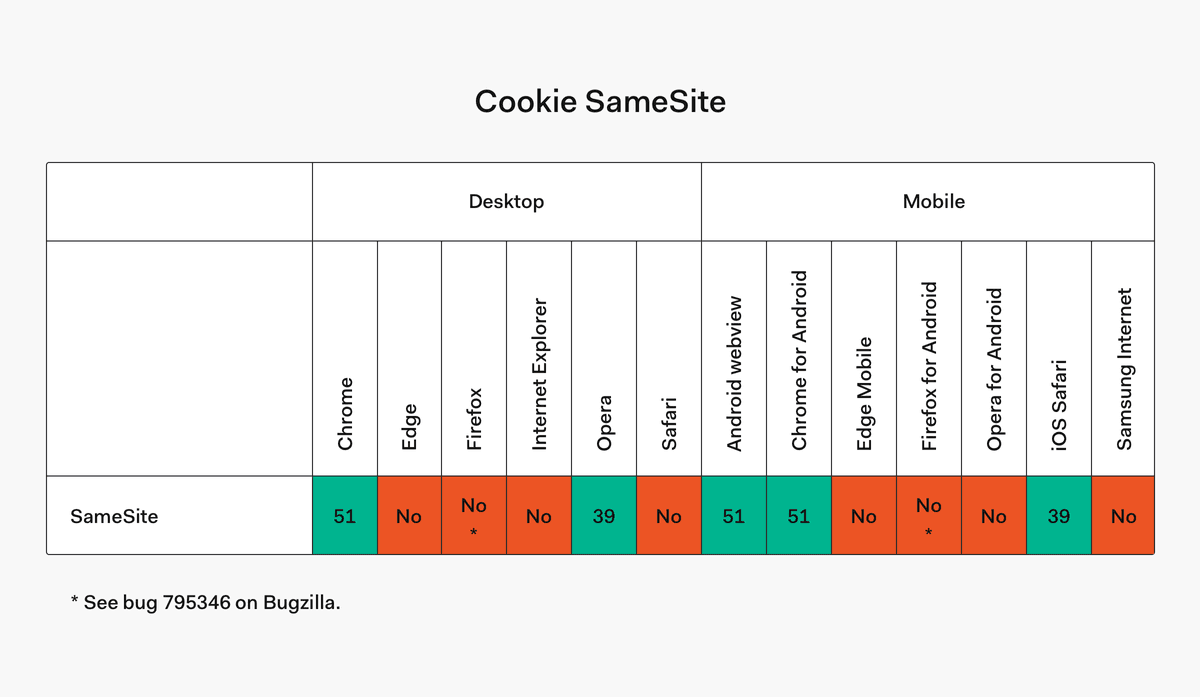 Cookie SameSite
Desktop
Mobile
Chrome
Edge
Firefox
Internet Explorer
Opera
Safari
Android webview
Chrome for Android
Edge Mobile
Firefox for Android
Opera for Android
iOS Safari
Samsung Internet
SameSite
51
No
No
*
No
39
No
51
51
No
No
*
No
39
No
* See bug 795346 on Bugzilla.